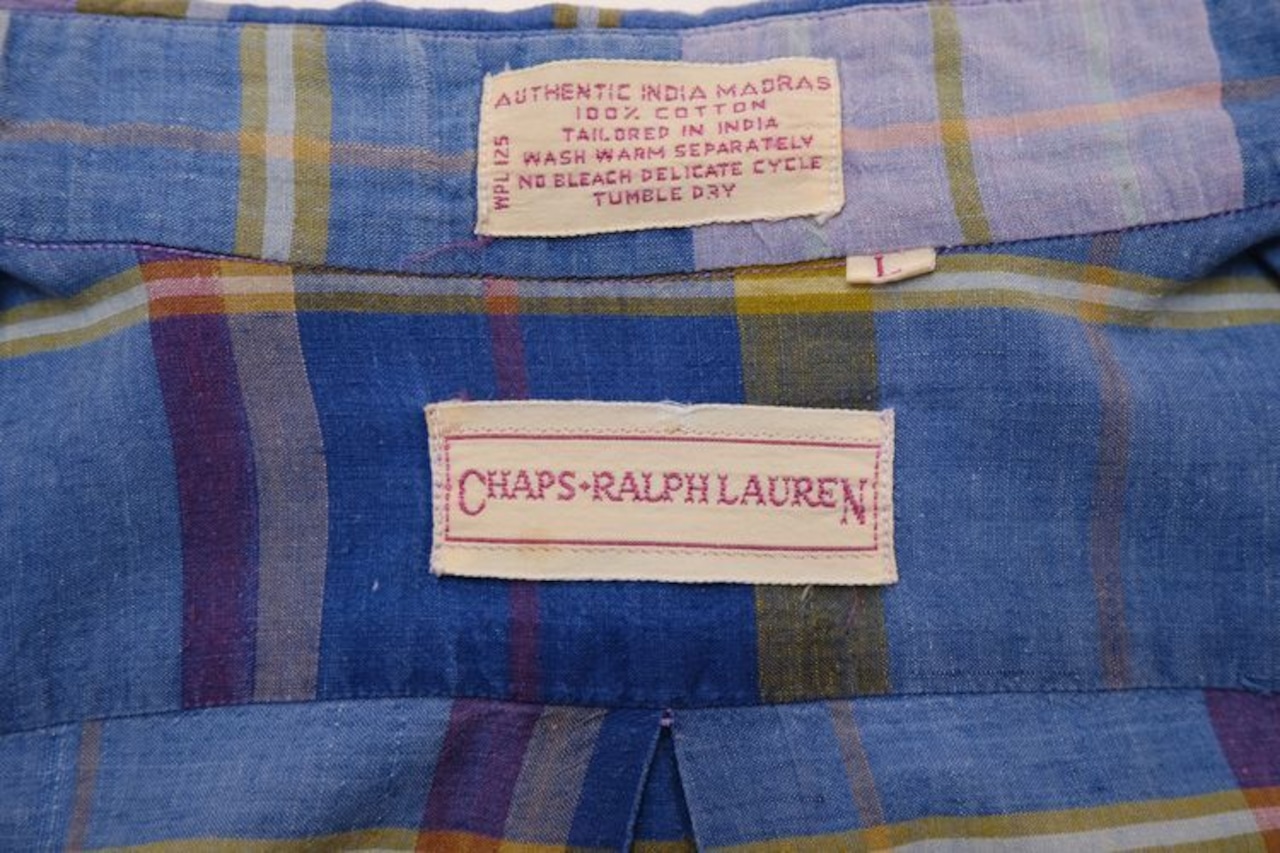 AUTHENTIC INDIA MADRAS
100% COTTON
TAILORED IN INDIA
WASH WARM SEPARATELY
NO BLEACH DELICATE CYCLE
TUMBLE DRY
WPL 125
L
CHAPS·RALPH LAUREN